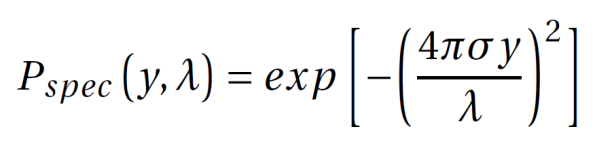 P_{spec}(y, λ) = exp[−(4πσy/λ)^2]